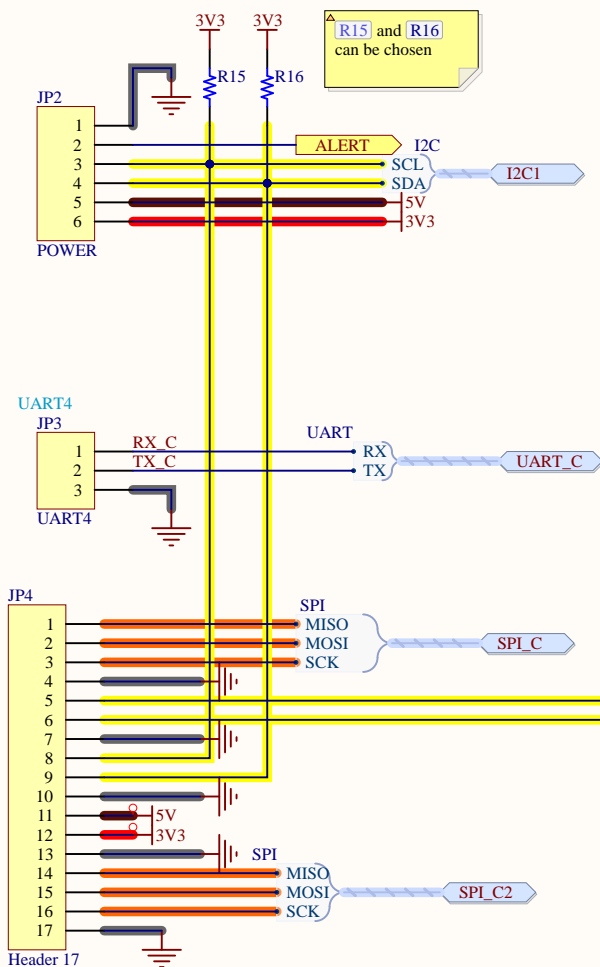 3V3
3V3
R15 and R16
can be chosen
R15
R16
JP2
1
2
3
4
5
6
POWER
ALERT
I2C
SCL
SDA
I2C1
5V
3V3
UART4
JP3
1
2
3
UART4
RX_C
TX_C
UART
RX
TX
UART_C
JP4
1
2
3
4
5
6
7
8
9
10
11
12
13
14
15
16
17
Header 17
SPI
MISO
MOSI
SCK
SPI_C
5V
3V3
SPI
MISO
MOSI
SCK
SPI_C2